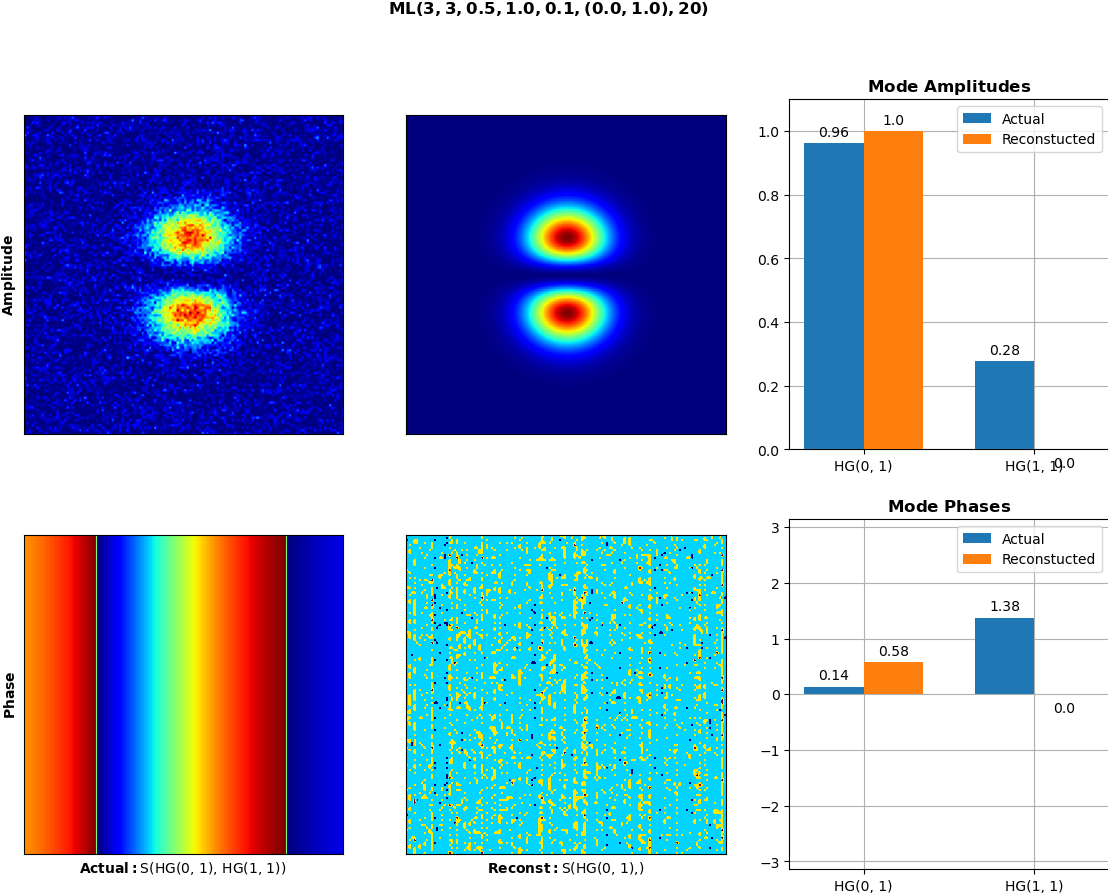 ML(3, 3, 0.5, 1.0, 0.1, (0.0, 1.0), 20)
Amplitude
Mode Amplitudes
Actual
Reconstucted
1.0
0.8
0.6
0.4
0.2
0.0
0.96
1.0
0.28
0.0
HG(0, 1)
HG(1, 1)
Phase
Actual: S(HG(0, 1), HG(1, 1))
Reconst: S(HG(0, 1),)
Mode Phases
Actual
Reconstucted
3
2
1
0
−1
−2
−3
0.14
0.58
1.38
0.0
HG(0, 1)
HG(1, 1)